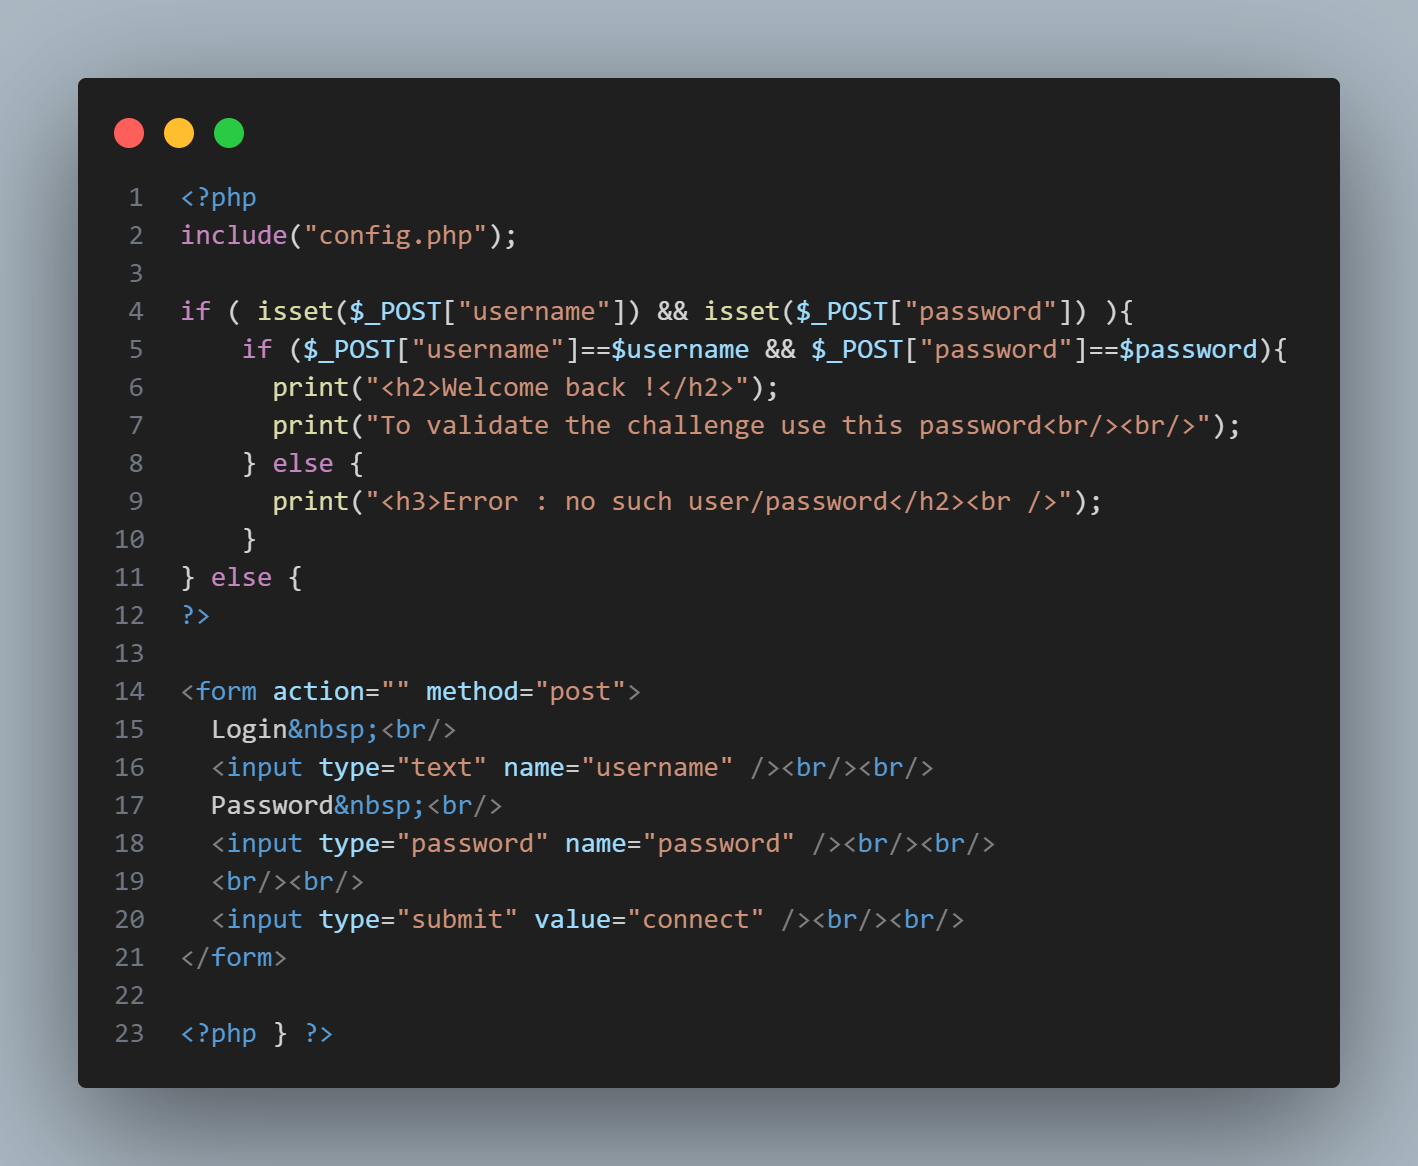 1 <?php
2 include("config.php");
3
4 if ( isset($_POST["username"]) && isset($_POST["password"]) ){
5     if ($_POST["username"]==$username && $_POST["password"]==$password){
6       print("<h2>Welcome back !</h2>");
7       print("To validate the challenge use this password<br/><br/>");
8     } else {
9       print("<h3>Error : no such user/password</h2><br />");
10     }
11 } else {
12 ?>
13
14 <form action="" method="post">
15   Login&nbsp;<br/>
16   <input type="text" name="username" /><br/><br/>
17   Password&nbsp;<br/>
18   <input type="password" name="password" /><br/><br/>
19   <br/><br/>
20   <input type="submit" value="connect" /><br/><br/>
21 </form>
22
23 <?php } ?>